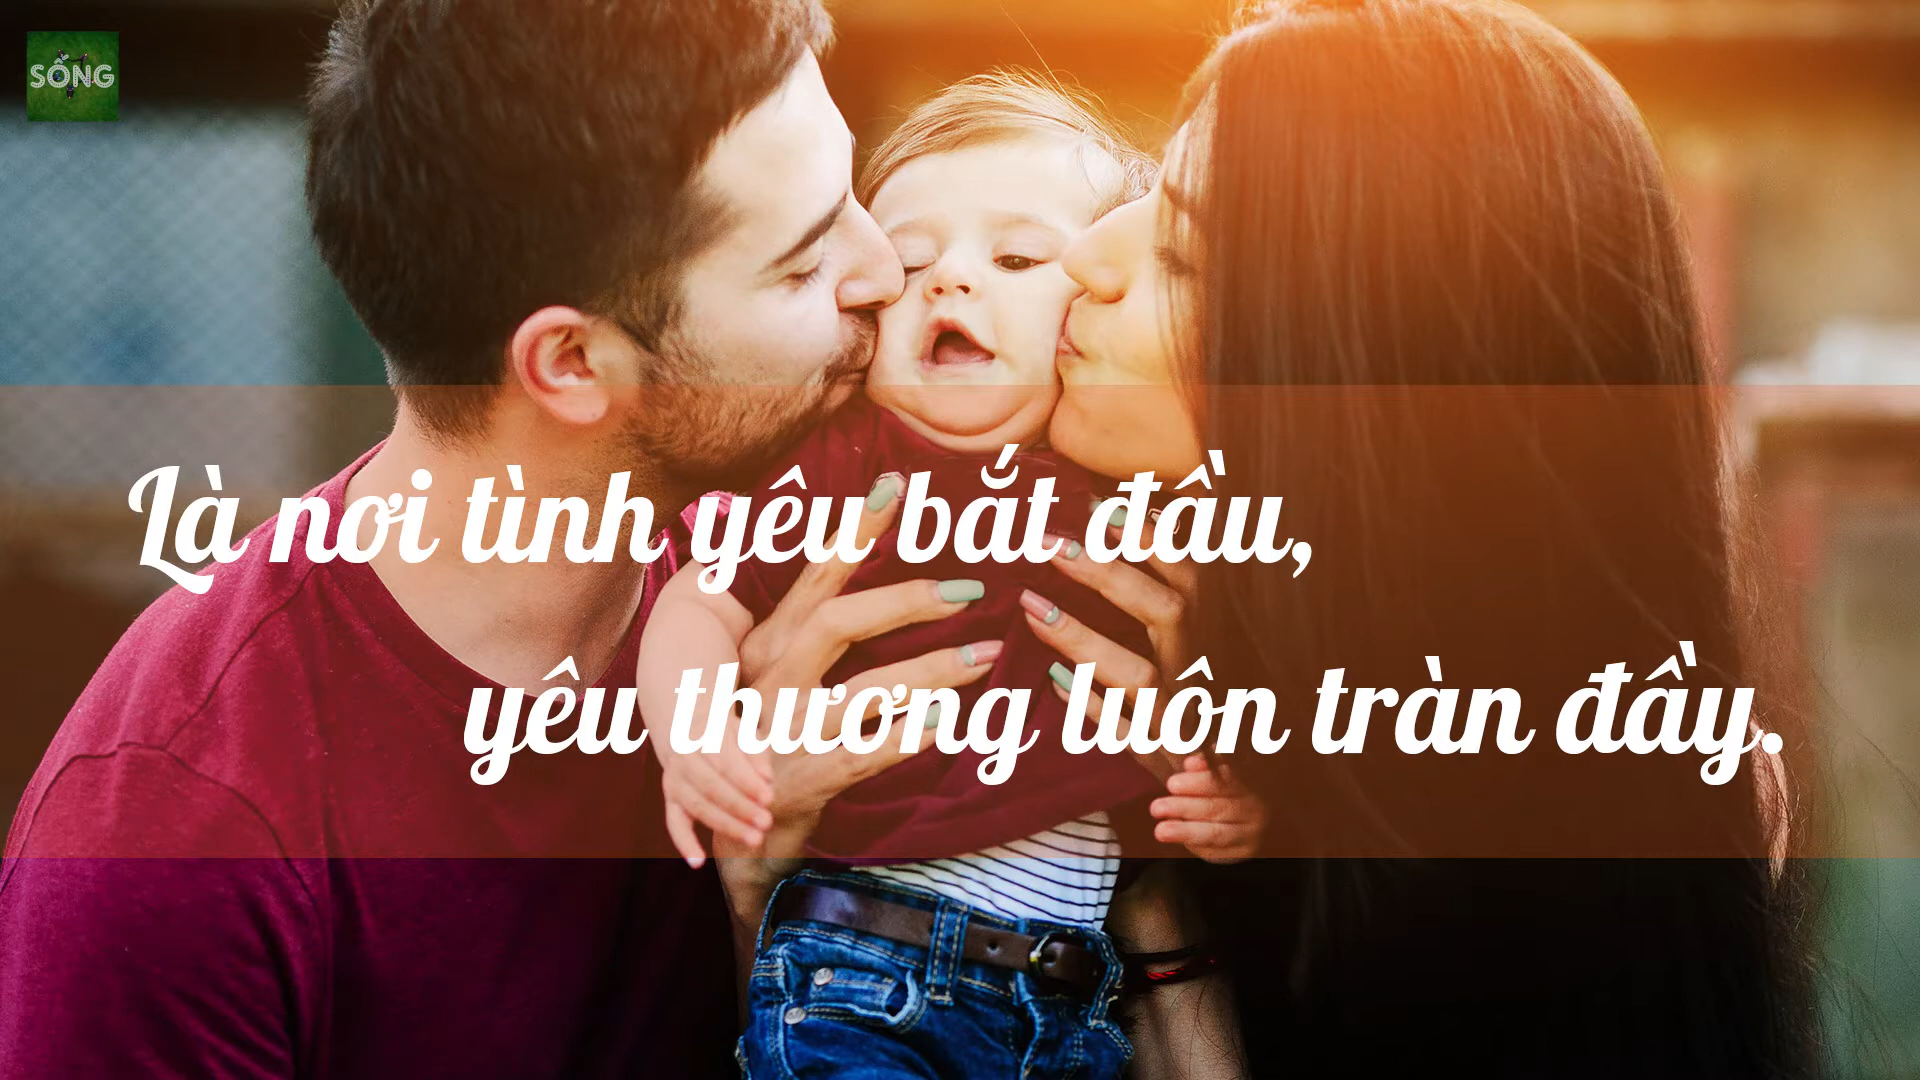 SỐNG
Là nơi tình yêu bắt đầu,
yêu thương luôn tràn đầy.